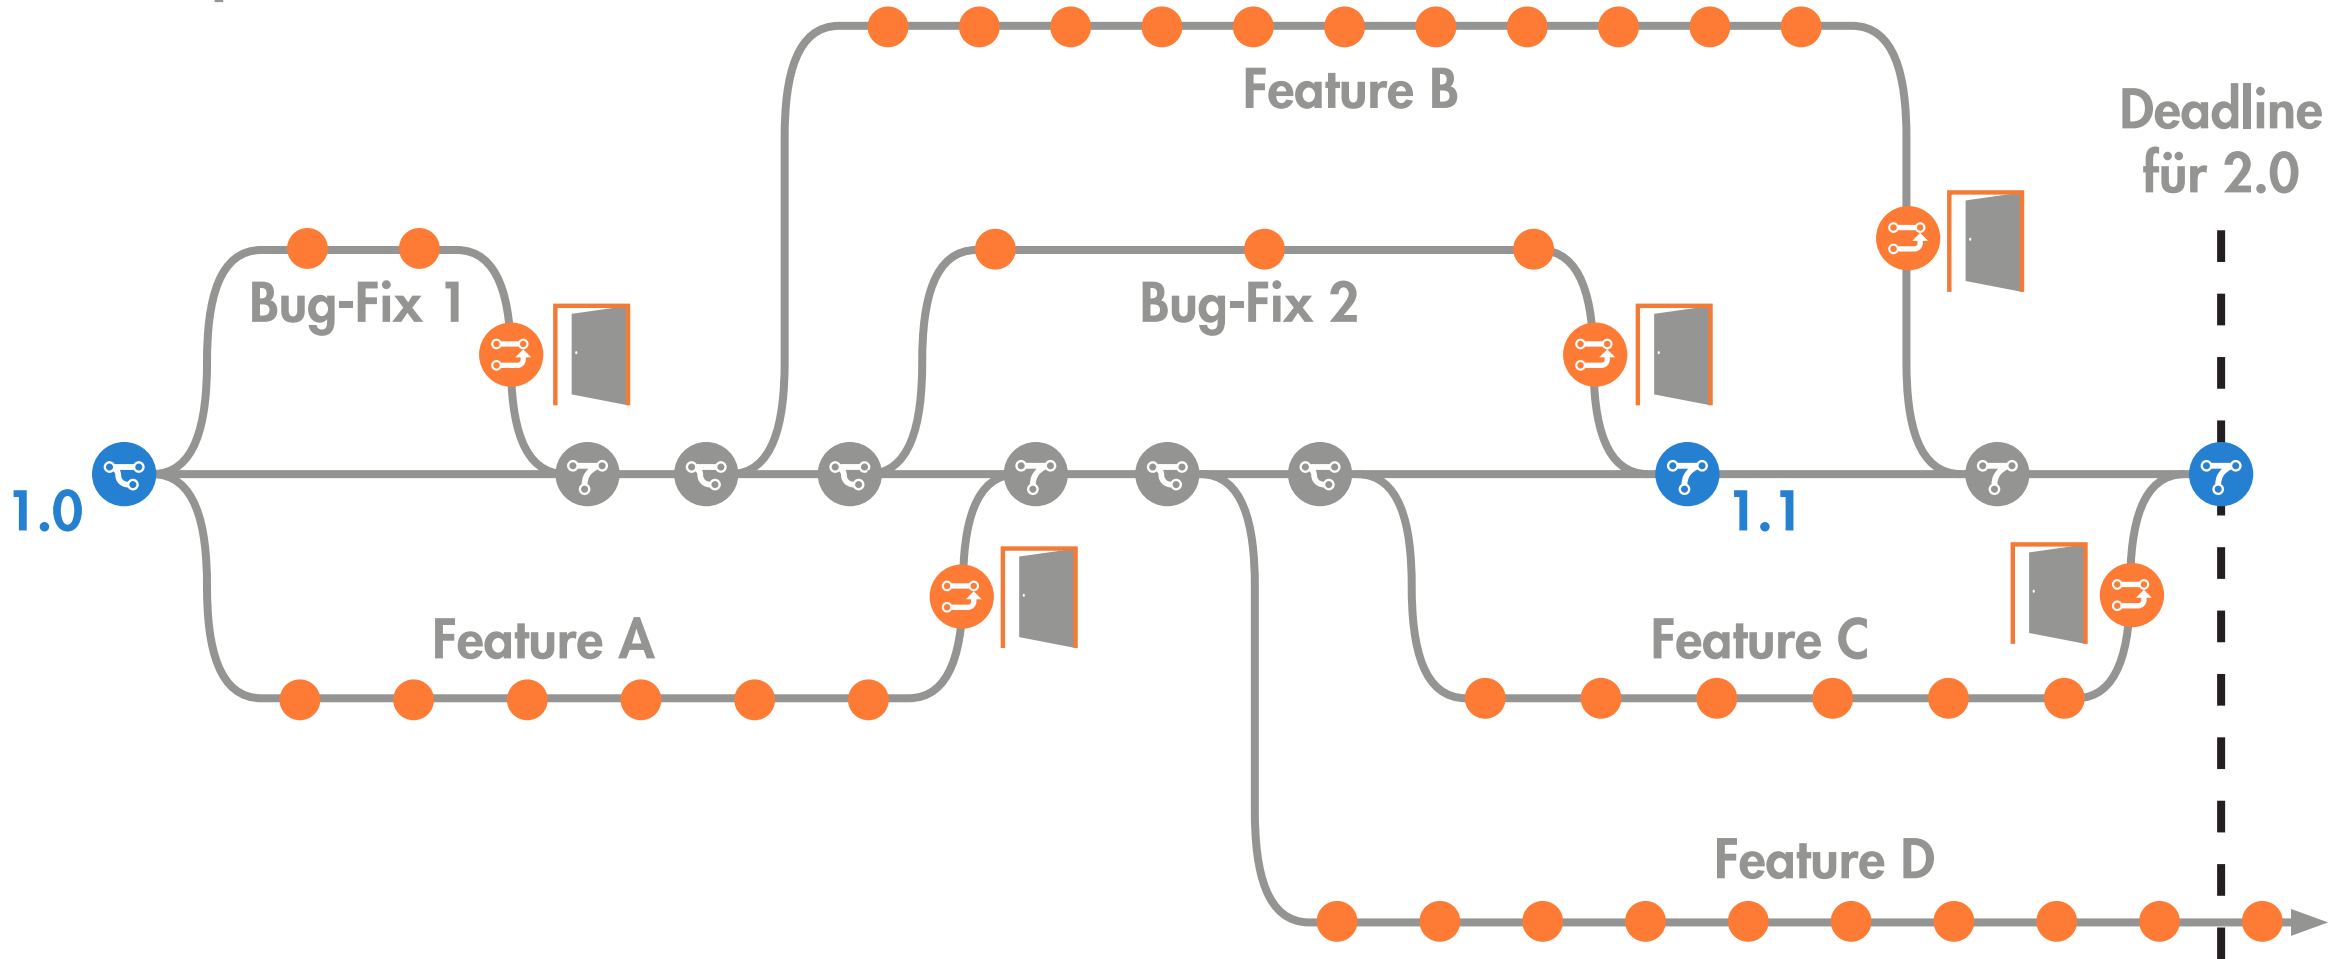 Feature B
Deadline
für 2.0
Bug-Fix 1
Bug-Fix 2
1.0
1.1
Feature A
Feature C
Feature D